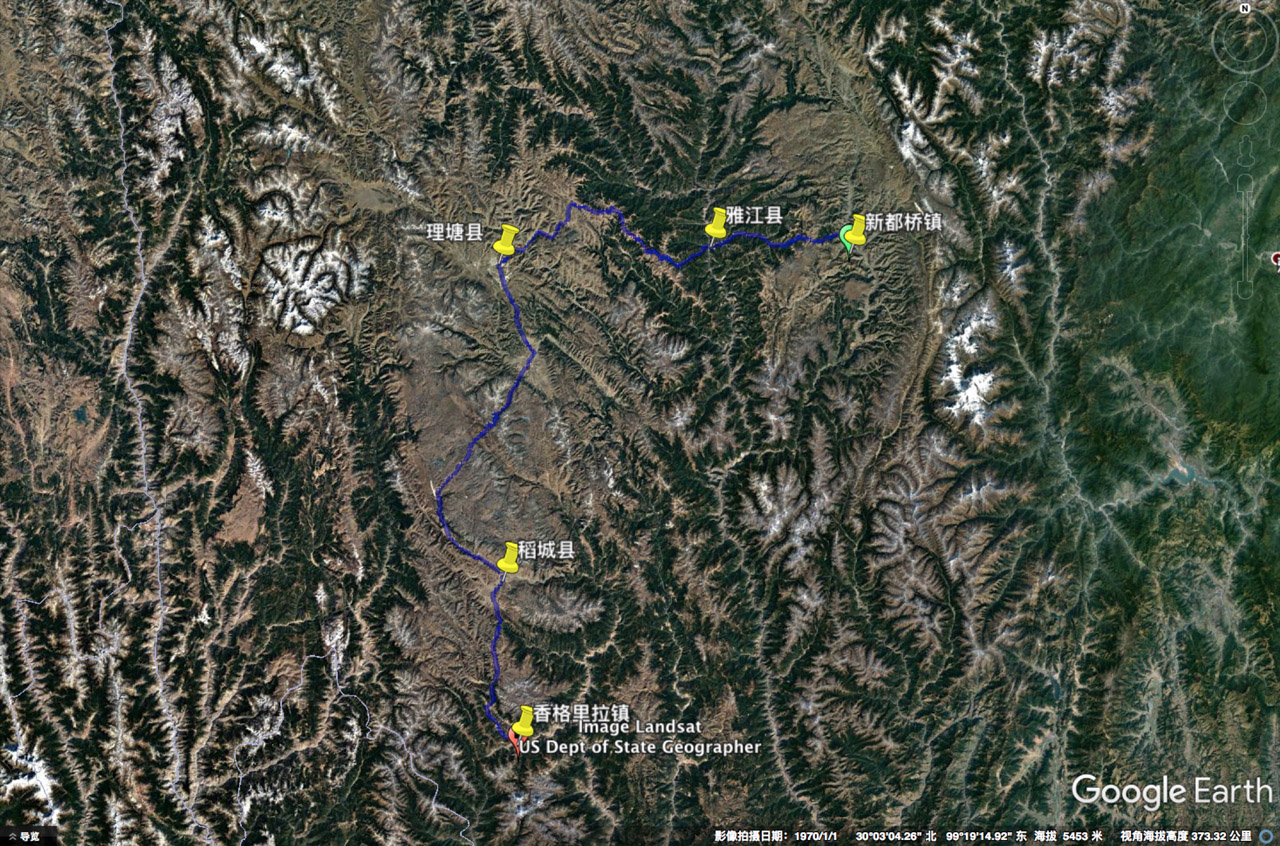 N
雅江县
新都桥镇
理塘县
稻城县
香格里拉镇
Image Landsat
US Dept of State Geographer
Google Earth
导览
影像拍摄日期: 1970/1/1 30°03'04.26" 北 99°19'14.92" 东 海拔 5453 米 视角海拔高度 373.32 公里